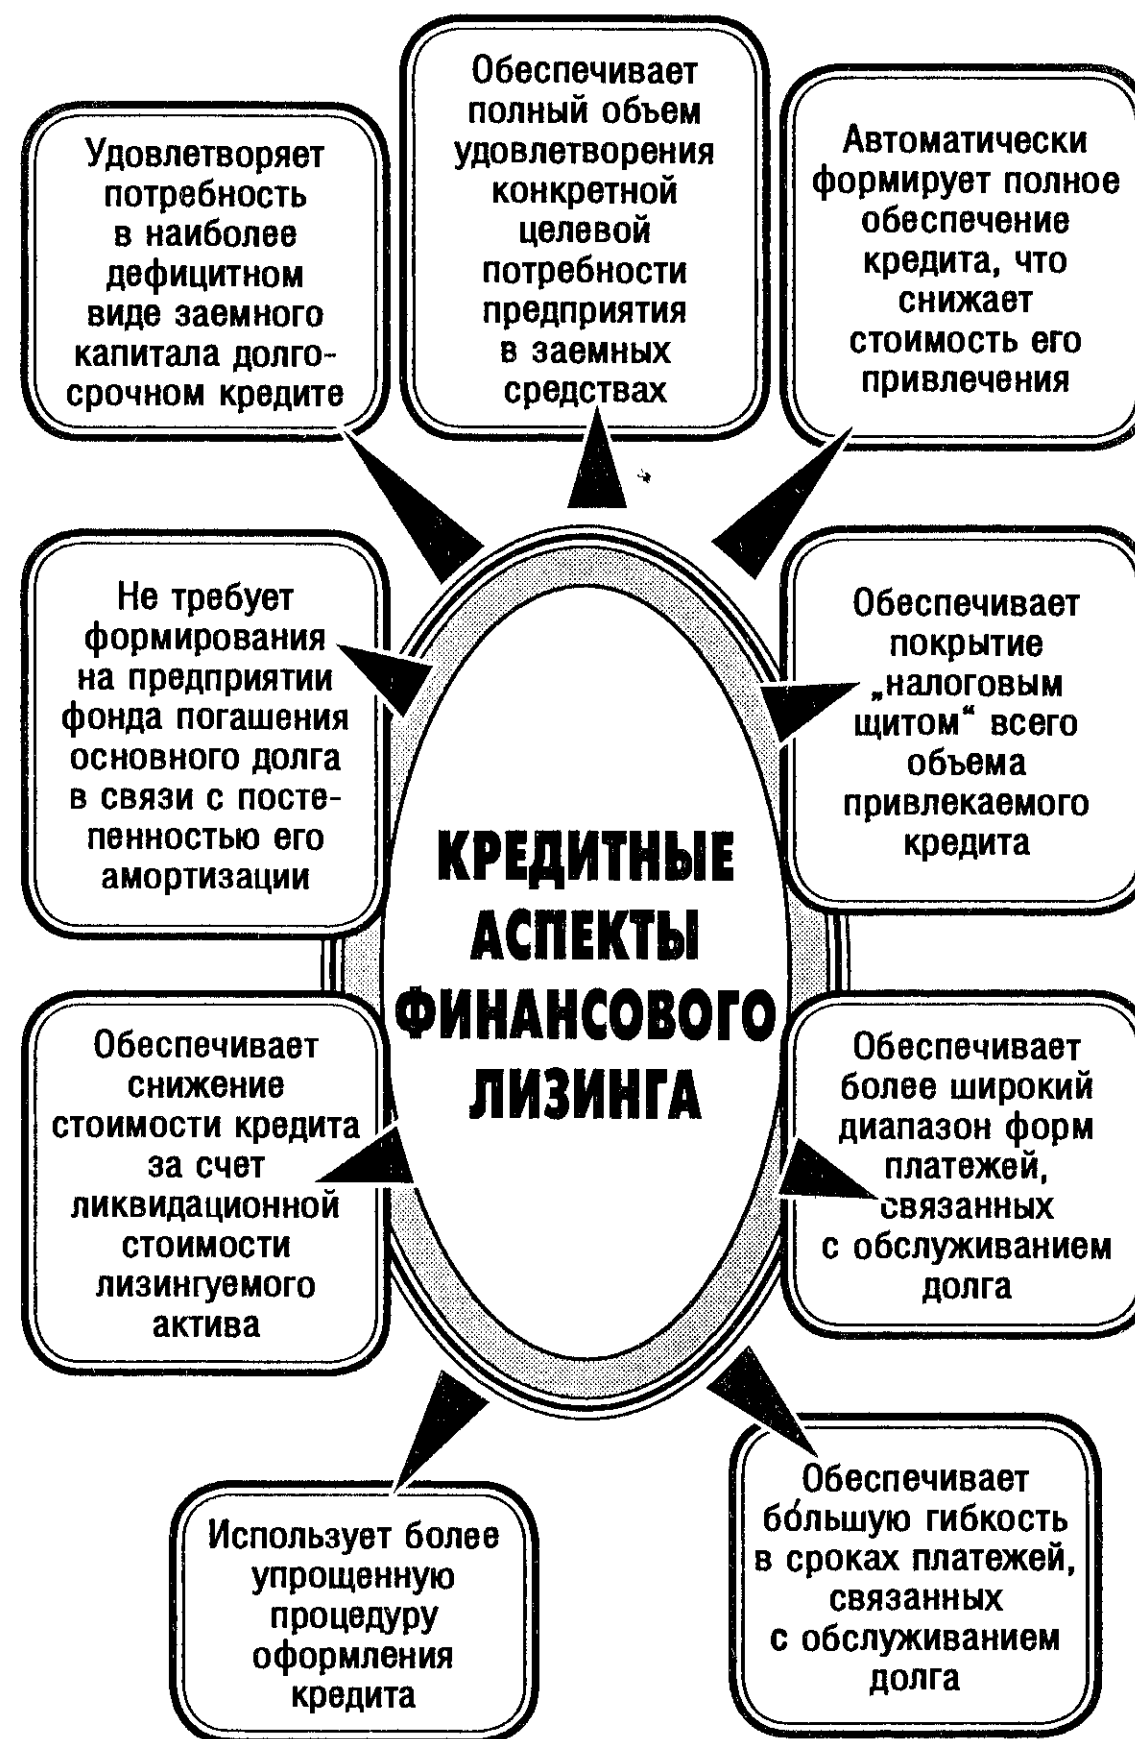 Обеспечивает
полный объем
удовлетворения
конкретной
целевой
потребности
предприятия
в заемных
средствах
Удовлетворяет
потребность
в наиболее
дефицитном
виде заемного
капитала долго-
срочном кредите
Автоматически
формирует полное
обеспечение
кредита, что
снижает
стоимость его
привлечения
Не требует
формирования
на предприятии
фонда погашения
основного долга
в связи с посте-
пенностью его
амортизации
Обеспечивает
покрытие
„налоговым
щитом“ всего
объема
привлекаемого
кредита
КРЕДИТНЫЕ
АСПЕКТЫ
ФИНАНСОВОГО
ЛИЗИНГА
Обеспечивает
снижение
стоимости кредита
за счет
ликвидационной
стоимости
лизингуемого
актива
Обеспечивает
более широкий
диапазон форм
платежей,
связанных
с обслуживанием
долга
Использует более
упрощенную
процедуру
оформления
кредита
Обеспечивает
бо́льшую гибкость
в сроках платежей,
связанных
с обслуживанием
долга